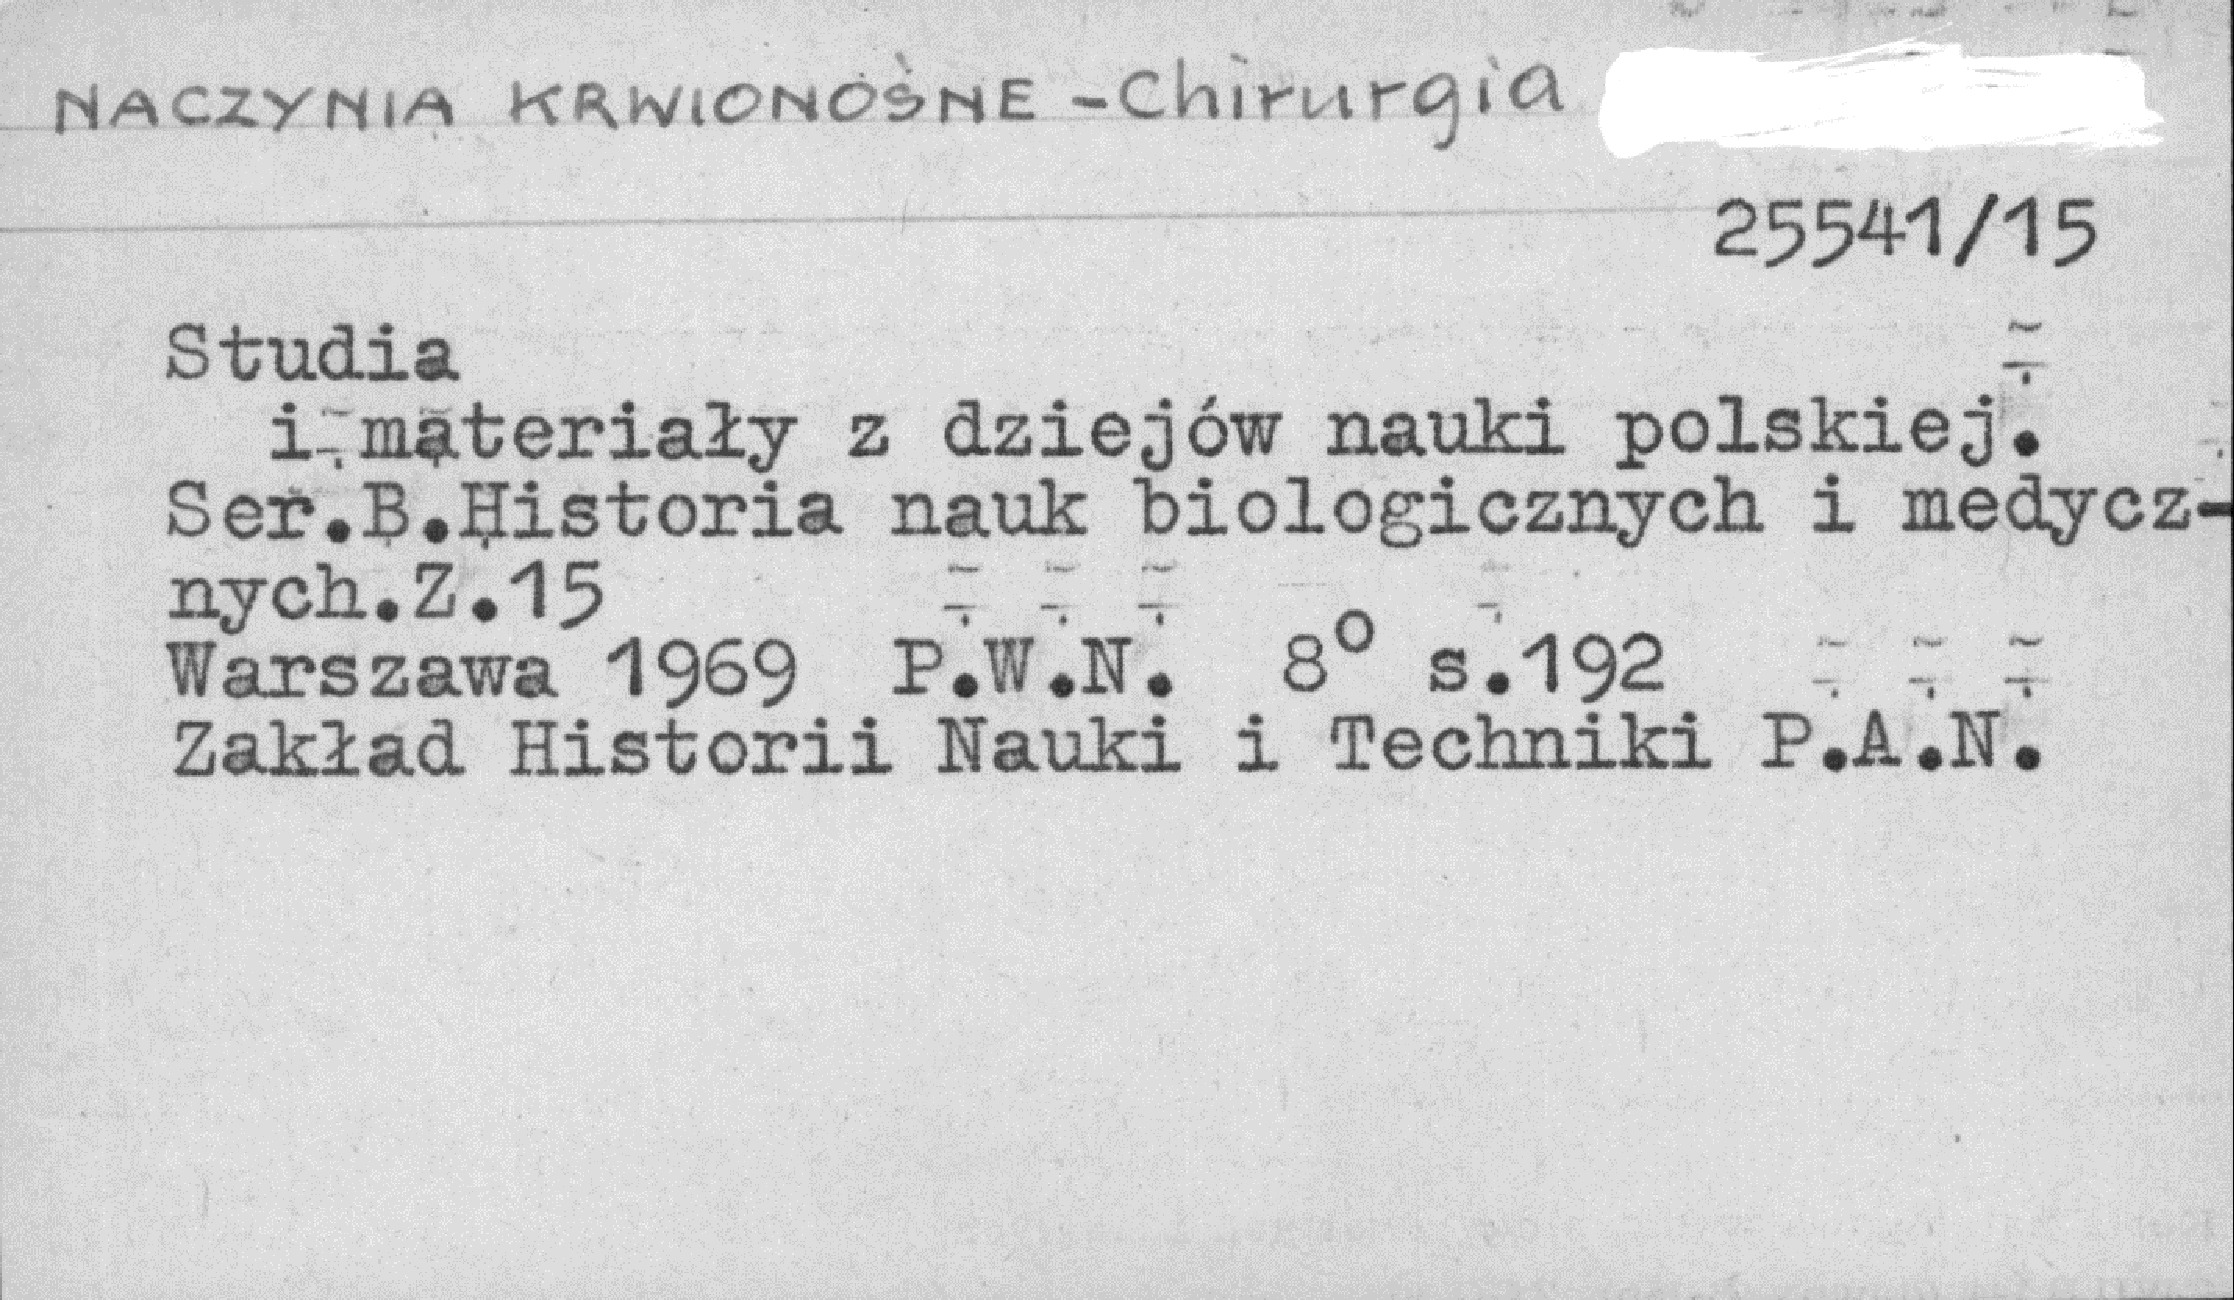 NACZYNIA KRWIONOŚNE - Chirurgia
25541/15
Studia
i materiały z dziejów nauki polskiej.
Ser.B.Historia nauk biologicznych i medycz-
nych.Z.15
Warszawa 1969 P.W.N. 8° s.192
Zakład Historii Nauki i Techniki P.A.N.